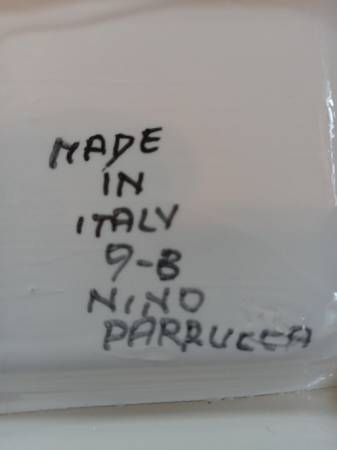 MADE
IN
ITALY
9-B
NINO
PARRUCCA